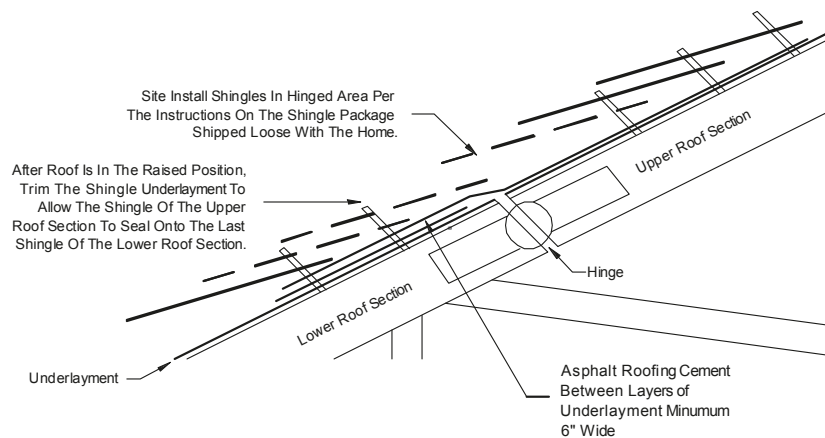 Site Install Shingles In Hinged Area Per
The Instructions On The Shingle Package
Shipped Loose With The Home.
After Roof Is In The Raised Position,
Trim The Shingle Underlayment To
Allow The Shingle Of The Upper
Roof Section To Seal Onto The Last
Shingle Of The Lower Roof Section.
Upper Roof Section
Hinge
Lower Roof Section
Underlayment
Asphalt Roofing Cement
Between Layers of
Underlayment Minumum
6" Wide